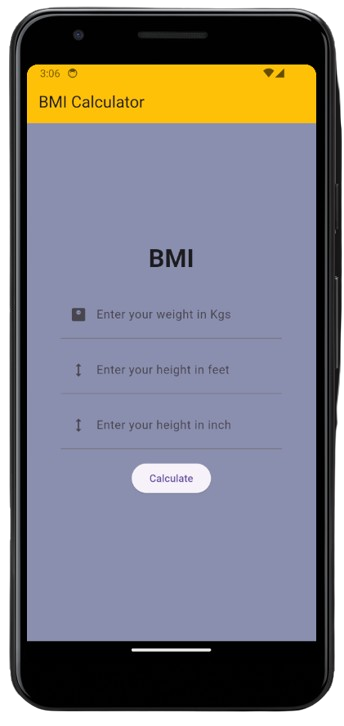 3:06
BMI Calculator
BMI
Enter your weight in Kgs
Enter your height in feet
Enter your height in inch
Calculate